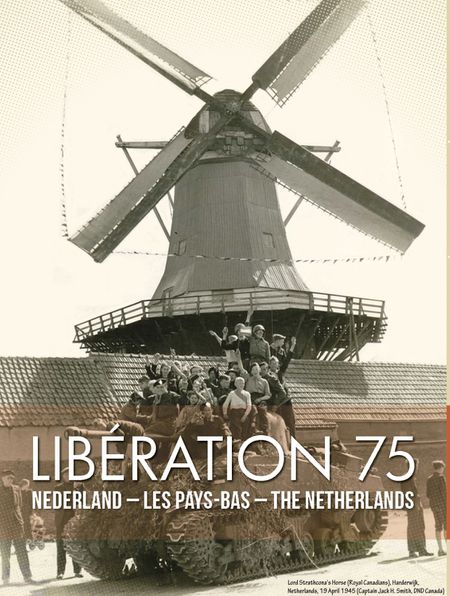 LIBÉRATION 75
NEDERLAND – LES PAYS-BAS – THE NETHERLANDS
Lord Strathcona's Horse (Royal Canadians), Harderwijk,
Netherlands, 19 April 1945 (Captain Jack H. Smith, DND Canada)